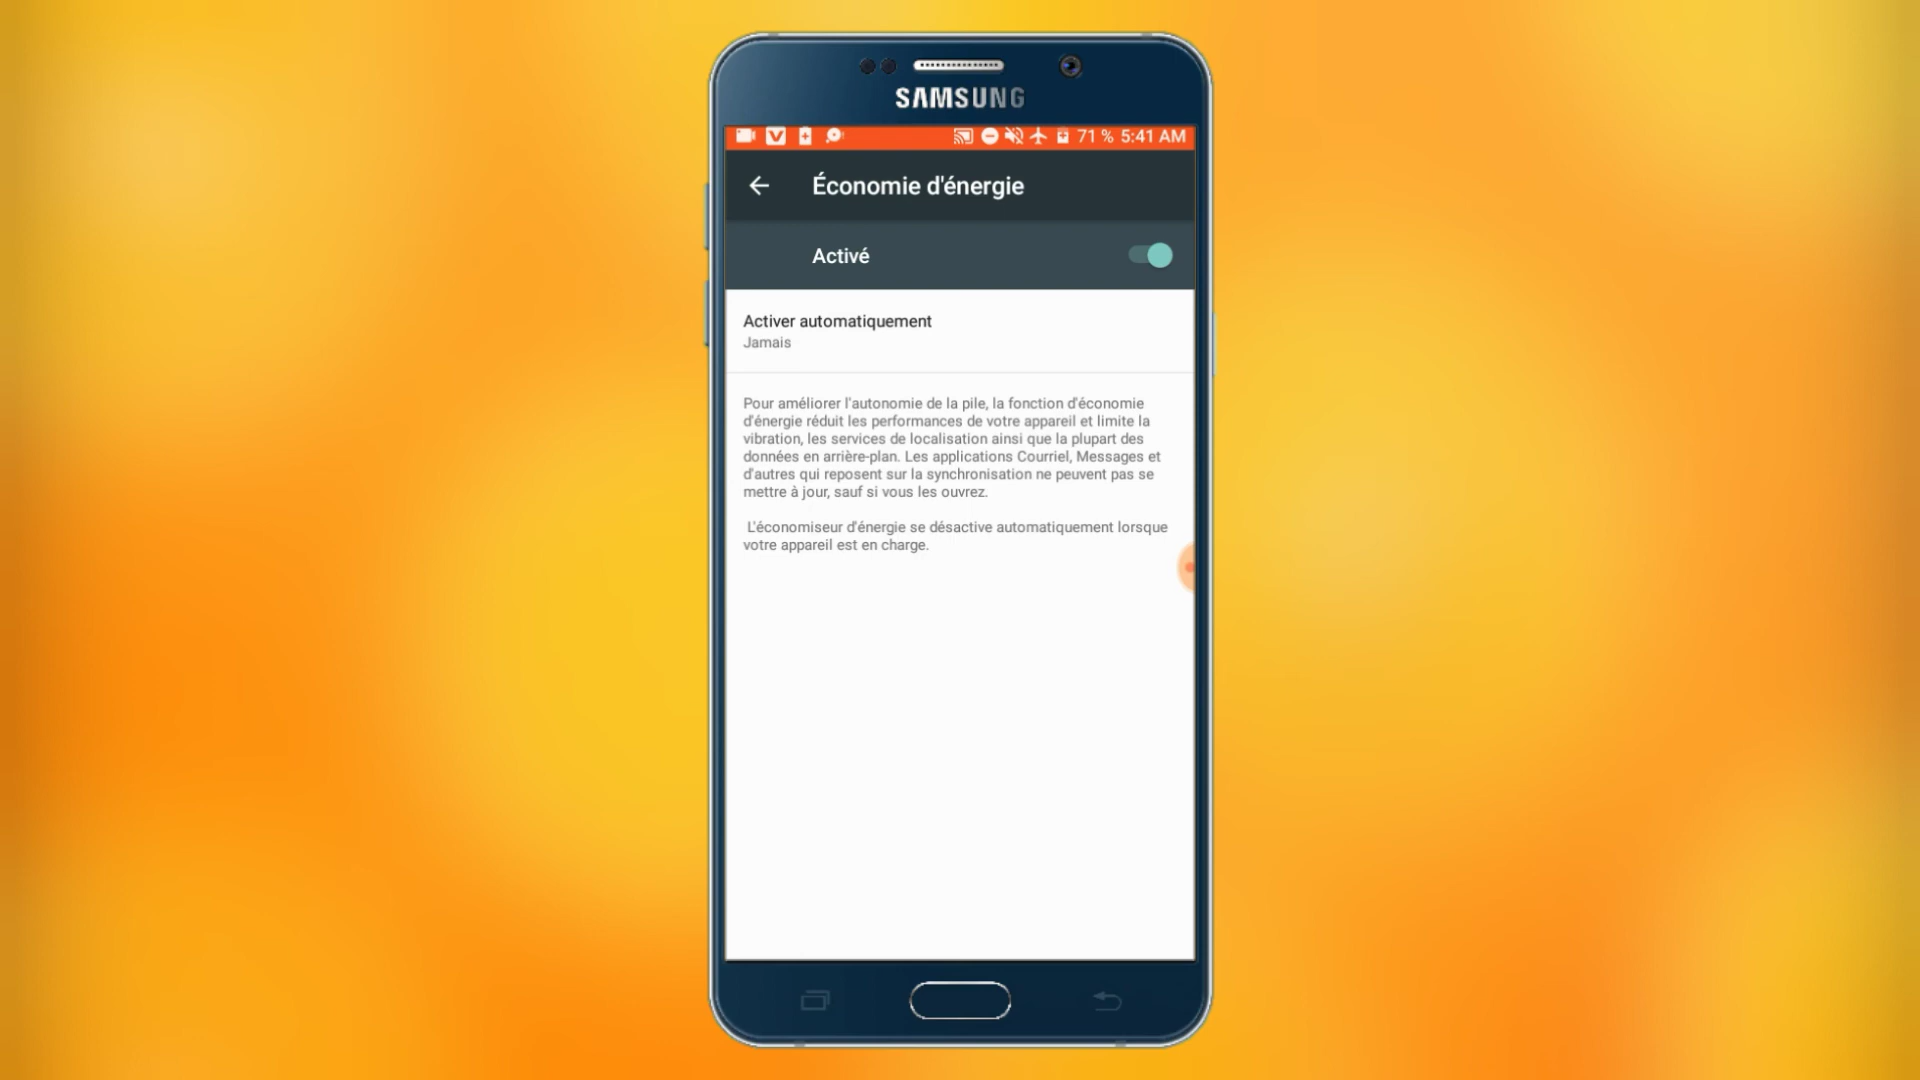 SAMSUNG
71 % 5:41 AM
Économie d'énergie
Activé
Activer automatiquement
Jamais
Pour améliorer l'autonomie de la pile, la fonction d'économie
d'énergie réduit les performances de votre appareil et limite la
vibration, les services de localisation ainsi que la plupart des
données en arrière-plan. Les applications Courriel, Messages et
d'autres qui reposent sur la synchronisation ne peuvent pas se
mettre à jour, sauf si vous les ouvrez.
L'économiseur d'énergie se désactive automatiquement lorsque
votre appareil est en charge.